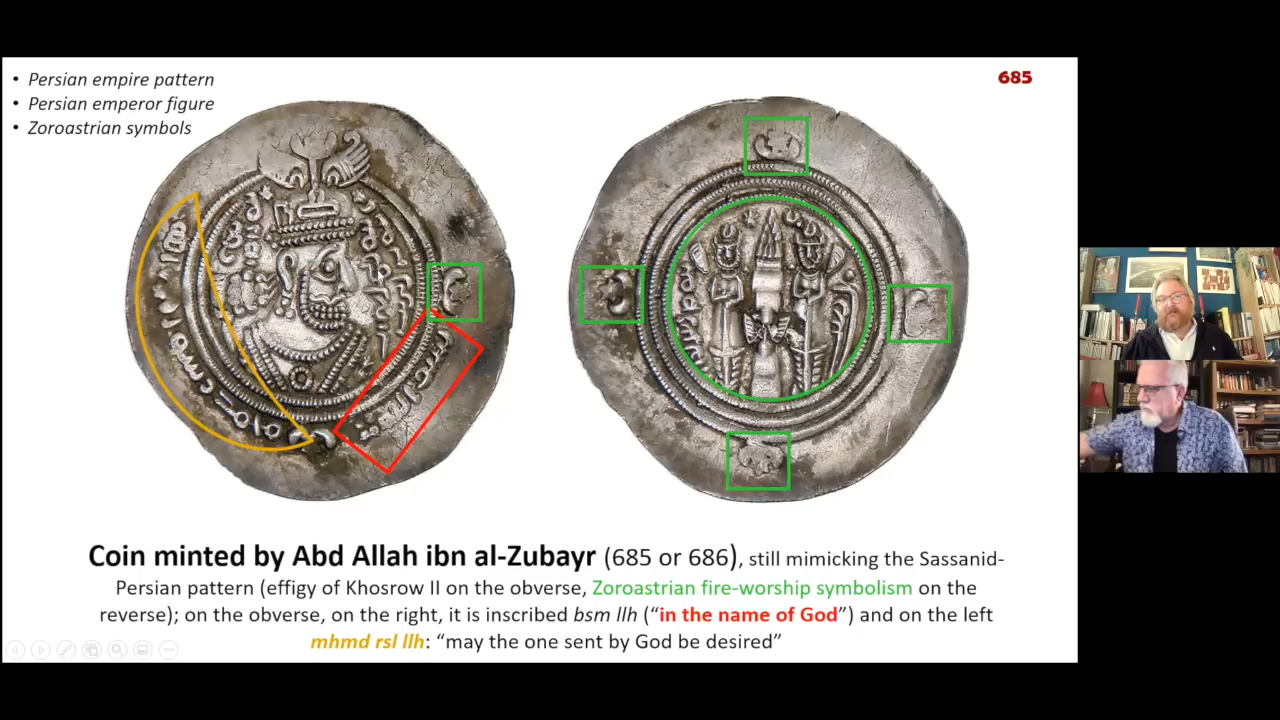 • Persian empire pattern
• Persian emperor figure
• Zoroastrian symbols
685
Coin minted by Abd Allah ibn al-Zubayr (685 or 686), still mimicking the Sassanid-
Persian pattern (effigy of Khosrow II on the obverse, Zoroastrian fire-worship symbolism on the
reverse); on the obverse, on the right, it is inscribed bsm llh (“in the name of God”) and on the left
mhmd rsl llh: “may the one sent by God be desired”